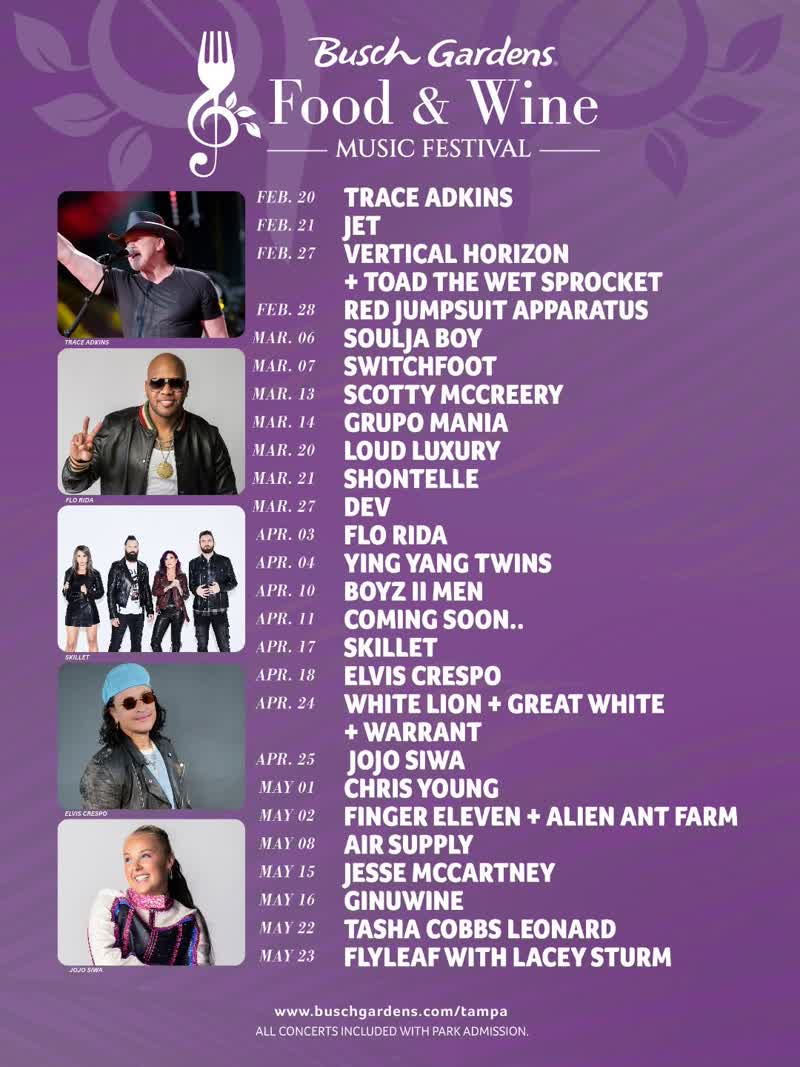 Busch Gardens®
Food & Wine
MUSIC FESTIVAL
FEB. 20 TRACE ADKINS
FEB. 21 JET
FEB. 27 VERTICAL HORIZON
+ TOAD THE WET SPROCKET
FEB. 28 RED JUMPSUIT APPARATUS
MAR. 06 SOULJA BOY
MAR. 07 SWITCHFOOT
MAR. 13 SCOTTY MCCREERY
MAR. 14 GRUPO MANIA
MAR. 20 LOUD LUXURY
MAR. 21 SHONTELLE
MAR. 27 DEV
APR. 03 FLO RIDA
APR. 04 YING YANG TWINS
APR. 10 BOYZ II MEN
APR. 11 COMING SOON..
APR. 17 SKILLET
APR. 18 ELVIS CRESPO
APR. 24 WHITE LION + GREAT WHITE
+ WARRANT
APR. 25 JOJO SIWA
MAY 01 CHRIS YOUNG
MAY 02 FINGER ELEVEN + ALIEN ANT FARM
MAY 08 AIR SUPPLY
MAY 15 JESSE MCCARTNEY
MAY 16 GINUWINE
MAY 22 TASHA COBBS LEONARD
MAY 23 FLYLEAF WITH LACEY STURM
TRACE ADKINS
FLO RIDA
SKILLET
ELVIS CRESPO
JOJO SIWA
www.buschgardens.com/tampa
ALL CONCERTS INCLUDED WITH PARK ADMISSION.